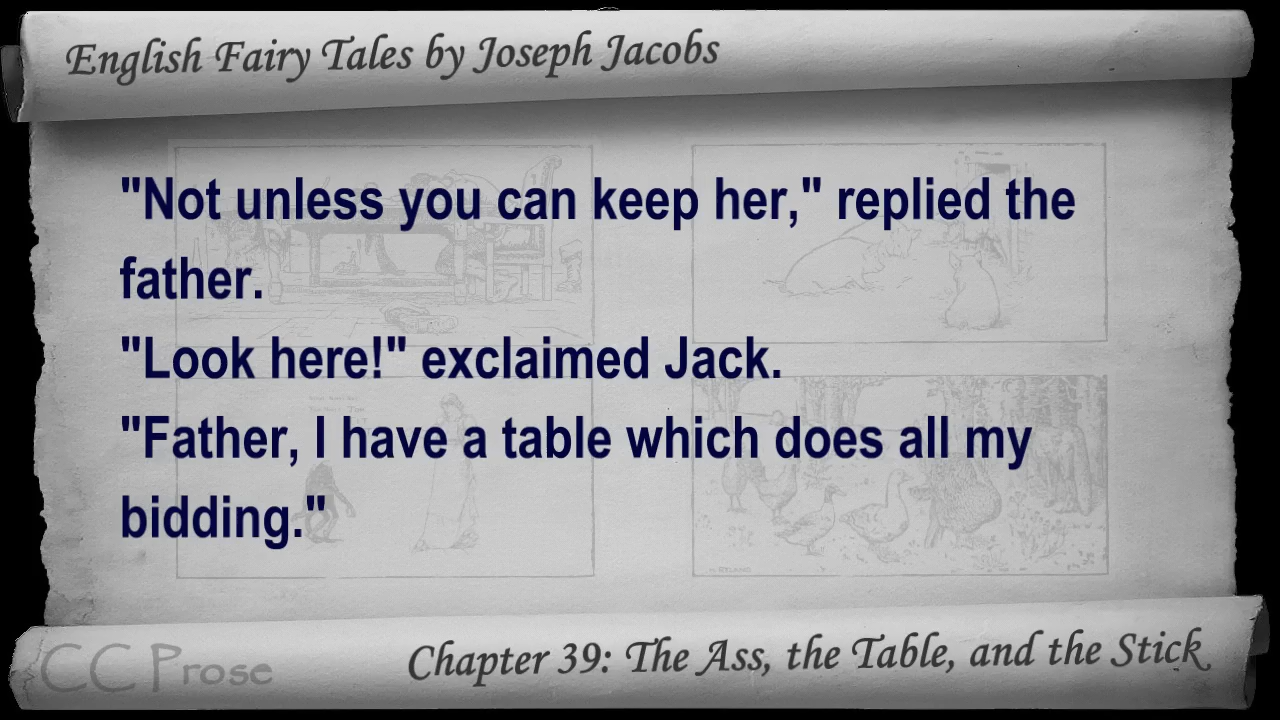 English Fairy Tales by Joseph Jacobs
"Not unless you can keep her," replied the
father.
"Look here!" exclaimed Jack.
"Father, I have a table which does all my
bidding."
CC Prose
Chapter 39: The Ass, the Table, and the Stick